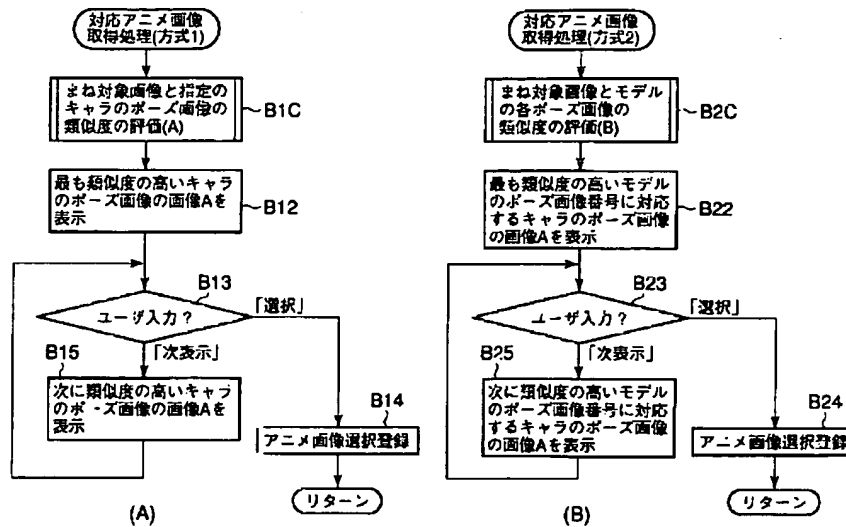 対応アニメ画像
取得処理(方式1)
まね対象画像と指定の
キャラのポーズ画像の
類似度の評価(A)
B1C
最も類似度の高いキャラ
のポーズ画像の画像Aを
表示
B12
B13
ユーザ入力？
「選択」
「次表示」
B15
次に類似度の高いキャラ
のポーズ画像の画像Aを
表示
B14
アニメ画像選択登録
リターン
(A)
対応アニメ画像
取得処理(方式2)
まね対象画像とモデル
の各ポーズ画像の
類似度の評価(B)
B2C
最も類似度の高いモデル
のポーズ画像番号に対応
するキャラのポーズ画像
の画像Aを表示
B22
B23
ユーザ入力？
「選択」
「次表示」
B25
次に類似度の高いモデル
のポーズ画像番号に対応
するキャラのポーズ画像
の画像Aを表示
B24
アニメ画像選択登録
リターン
(B)